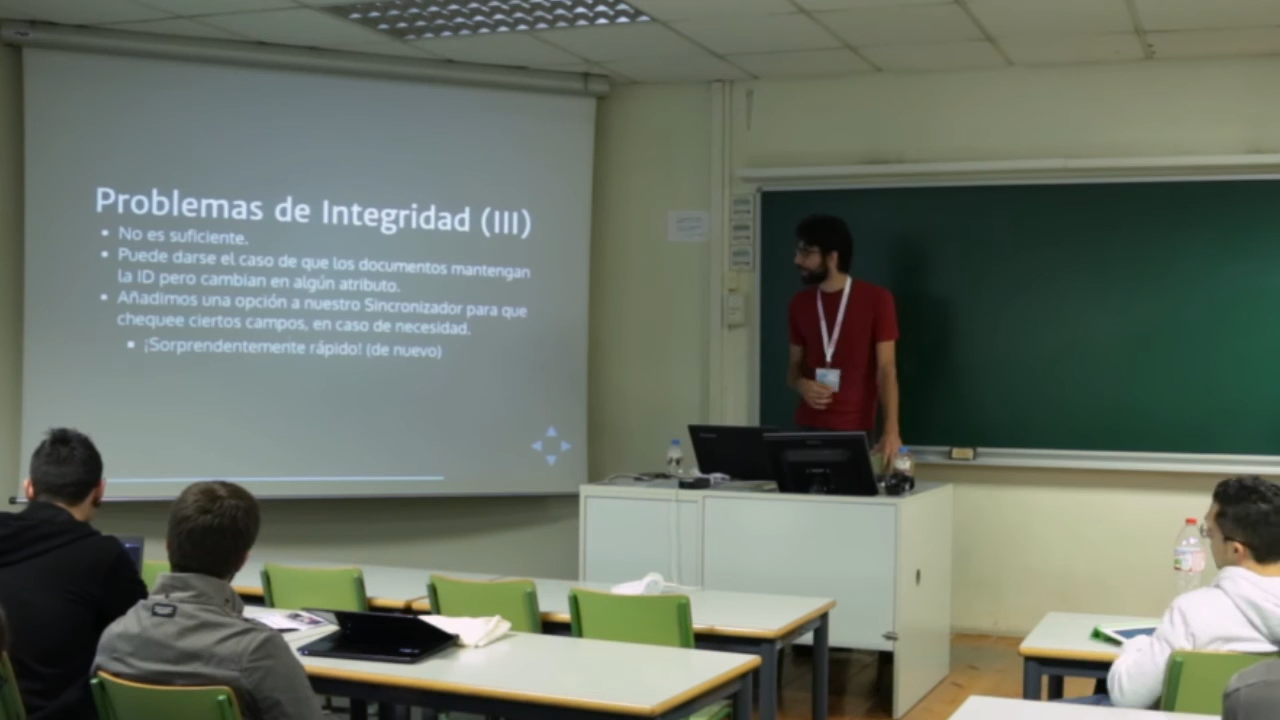 Problemas de Integridad (III)
No es suficiente.
Puede darse el caso de que los documentos mantengan
la ID pero cambian en algún atributo.
Añadimos una opción a nuestro Sincronizador para que
chequee ciertos campos, en caso de necesidad.
¡Sorprendentemente rápido! (de nuevo)